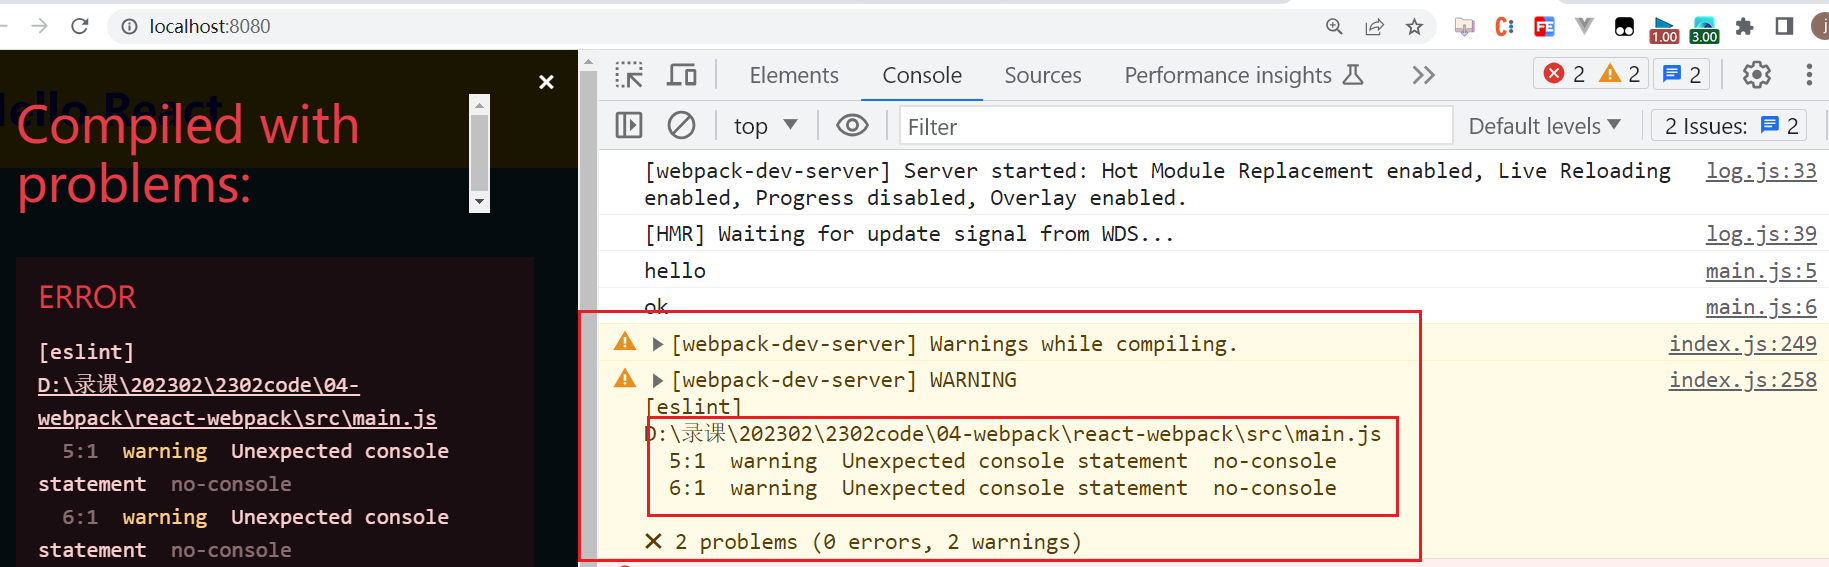 localhost:8080
1.00
3.00
j
Hello React
Compiled with
problems:
ERROR
[eslint]
D:\录课\202302\2302code\04-
webpack\react-webpack\src\main.js
5:1 warning Unexpected console
statement no-console
6:1 warning Unexpected console
statement no-console
Elements Console Sources Performance insights
2 2 2
top Filter Default levels 2 Issues: 2
[webpack-dev-server] Server started: Hot Module Replacement enabled, Live Reloading log.js:33
enabled, Progress disabled, Overlay enabled.
[HMR] Waiting for update signal from WDS... log.js:39
hello main.js:5
ok main.js:6
[webpack-dev-server] Warnings while compiling. index.js:249
[webpack-dev-server] WARNING index.js:258
[eslint]
D:\录课\202302\2302code\04-webpack\react-webpack\src\main.js
5:1 warning Unexpected console statement no-console
6:1 warning Unexpected console statement no-console
✕ 2 problems (0 errors, 2 warnings)